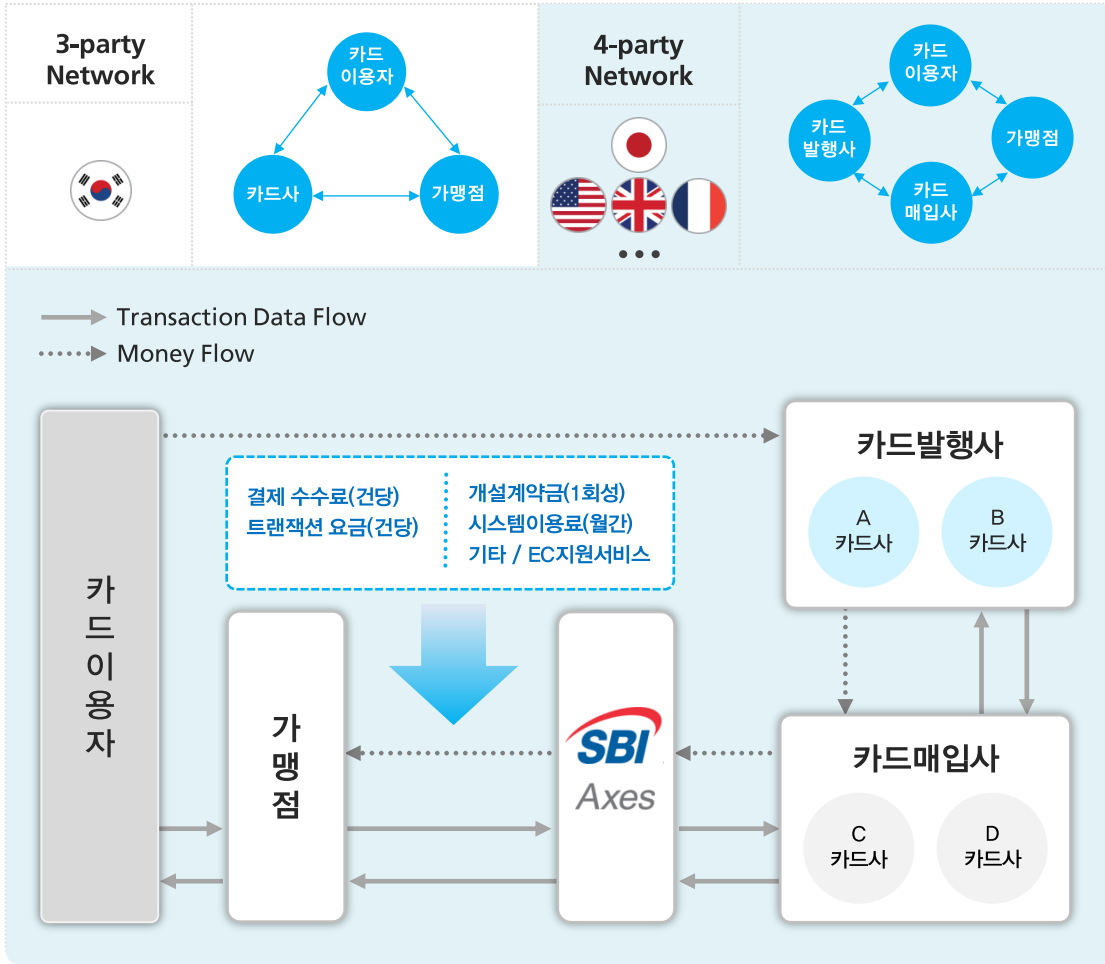 3-party
Network
카드
이용자
카드사
가맹점
4-party
Network
카드
이용자
카드
발행사
가맹점
카드
매입사
Transaction Data Flow
Money Flow
카드이용자
결제 수수료(건당)
트랜잭션 요금(건당)
개설계약금(1회성)
시스템이용료(월간)
기타 / EC지원서비스
가맹점
SBI
Axes
카드발행사
A
카드사
B
카드사
카드매입사
C
카드사
D
카드사